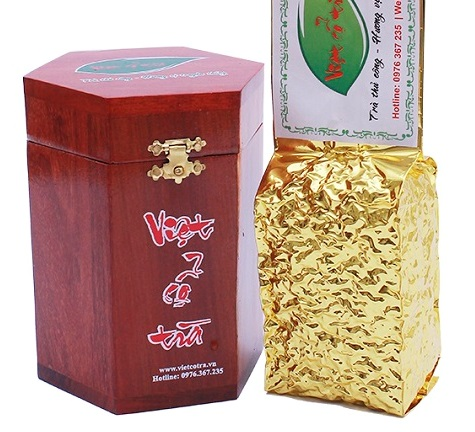 Việt
Cổ
trà
www.vietcotra.vn
Hotline: 0976.367.235
Trà thủ công - Hương vị
Hotline: 0976 367 235 | We